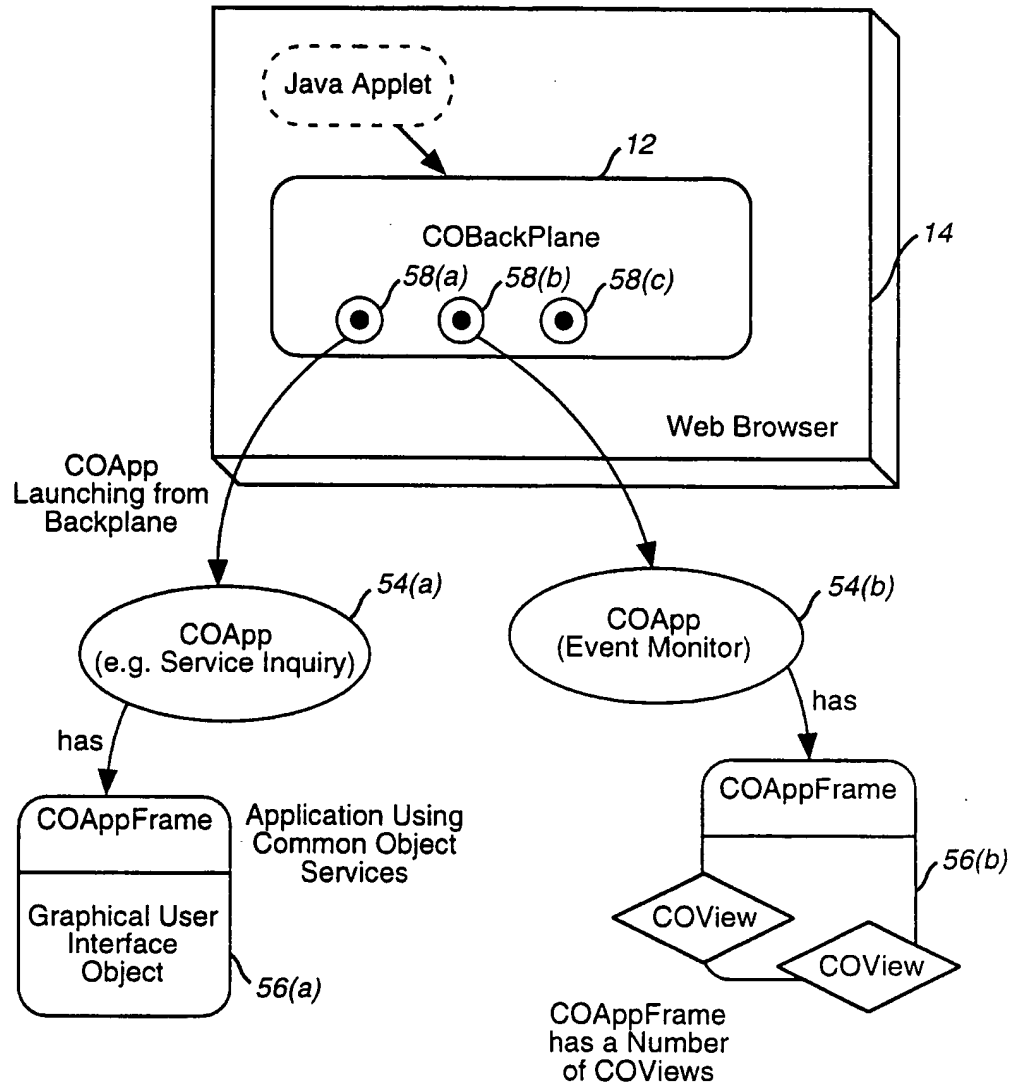 Java Applet
12
COBackPlane
14
58(a)
58(b)
58(c)
Web Browser
COApp
Launching from
Backplane
54(a)
COApp
(e.g. Service Inquiry)
54(b)
COApp
(Event Monitor)
has
has
COAppFrame
Application Using
Common Object
Services
Graphical User
Interface
Object
56(a)
COAppFrame
56(b)
COView
COView
COAppFrame
has a Number
of COViews